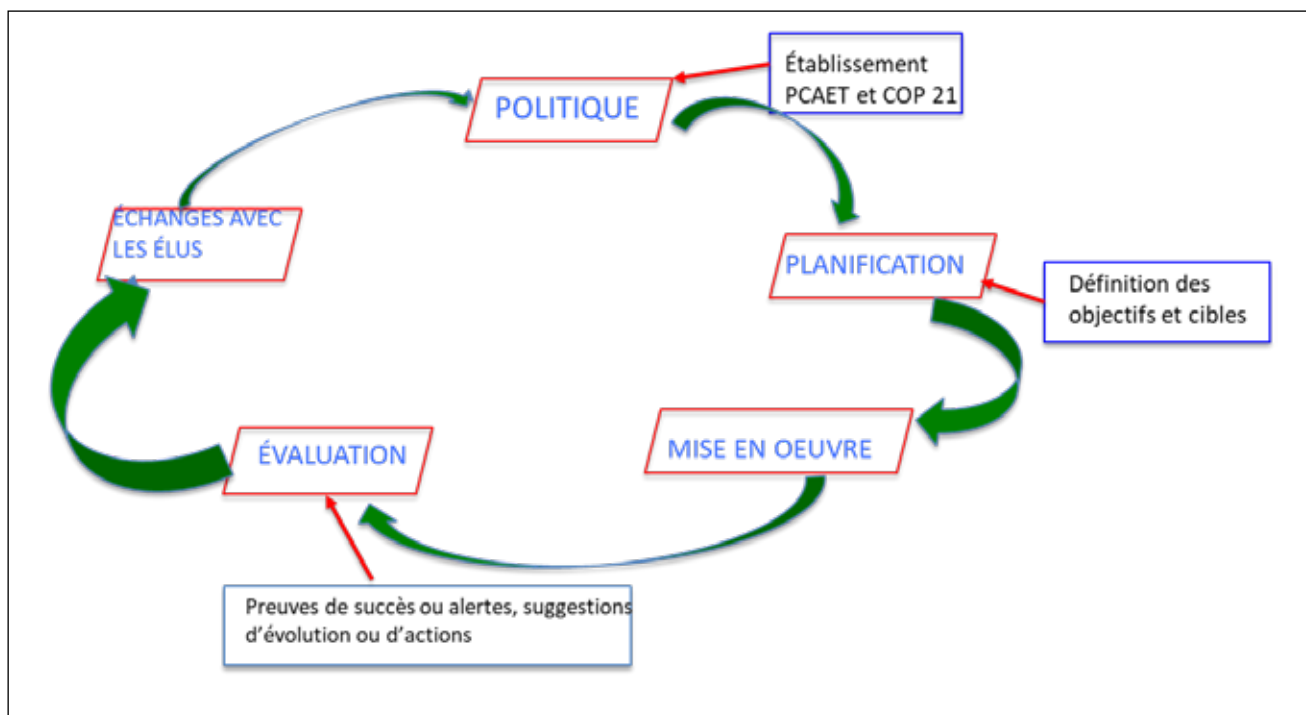 POLITIQUE
Établissement
PCAET et COP 21
PLANIFICATION
Définition des
objectifs et cibles
MISE EN OEUVRE
ÉVALUATION
Preuves de succès ou alertes, suggestions
d'évolution ou d'actions
ÉCHANGES AVEC
LES ÉLUS